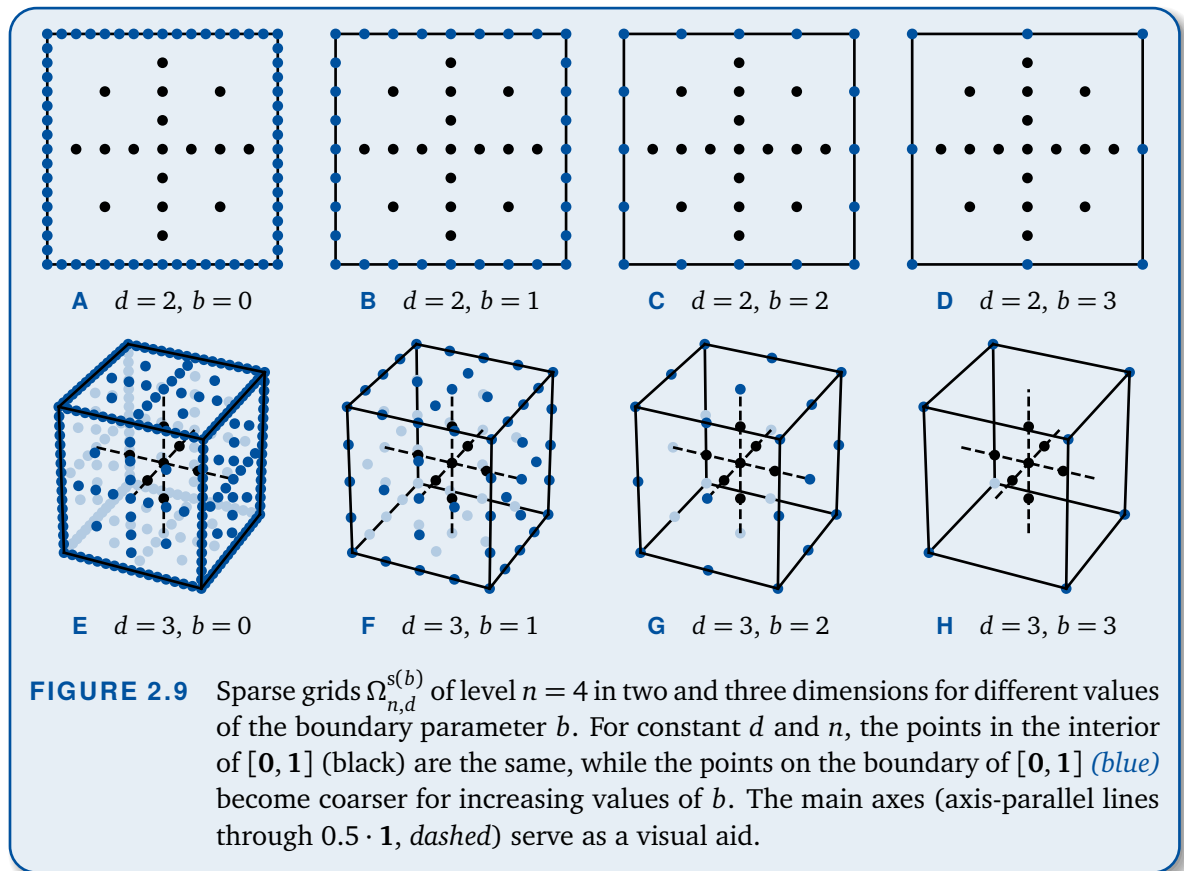 A d = 2, b = 0
B d = 2, b = 1
C d = 2, b = 2
D d = 2, b = 3
E d = 3, b = 0
F d = 3, b = 1
G d = 3, b = 2
H d = 3, b = 3
FIGURE 2.9 Sparse grids Ω^{s(b)}_{n,d} of level n = 4 in two and three dimensions for different values
of the boundary parameter b. For constant d and n, the points in the interior
of [0, 1] (black) are the same, while the points on the boundary of [0, 1] (blue)
become coarser for increasing values of b. The main axes (axis-parallel lines
through 0.5 · 1, dashed) serve as a visual aid.